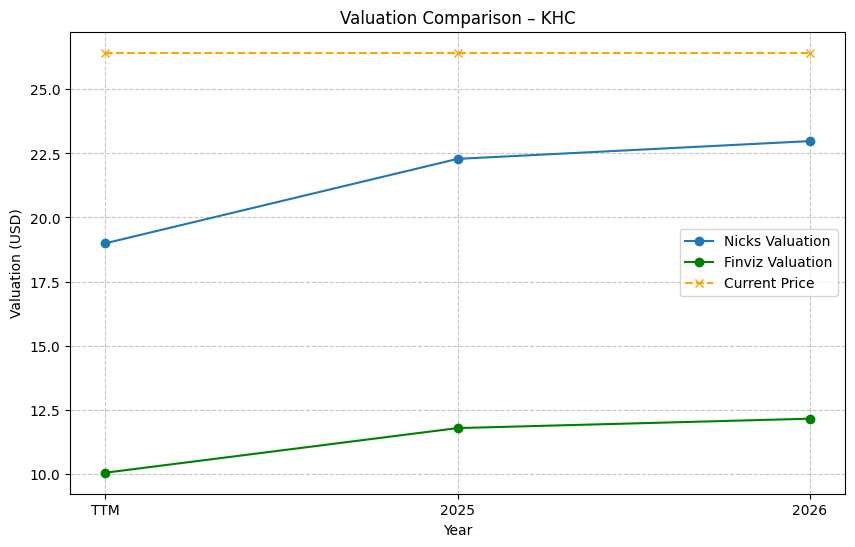 Valuation Comparison – KHC
Valuation (USD)
25.0
22.5
20.0
17.5
15.0
12.5
10.0
Nicks Valuation
Finviz Valuation
Current Price
TTM
2025
2026
Year